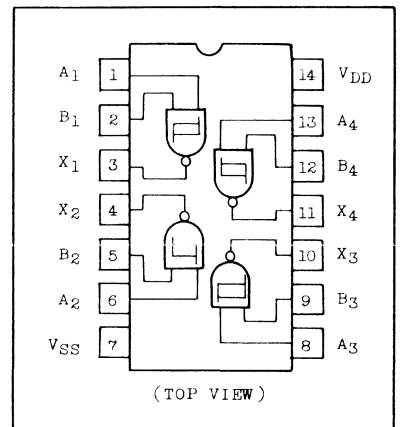 A1 1 14 VDD
B1 2 13 A4
X1 3 12 B4
X2 4 11 X4
B2 5 10 X3
A2 6 9 B3
VSS 7 8 A3
(TOP VIEW)